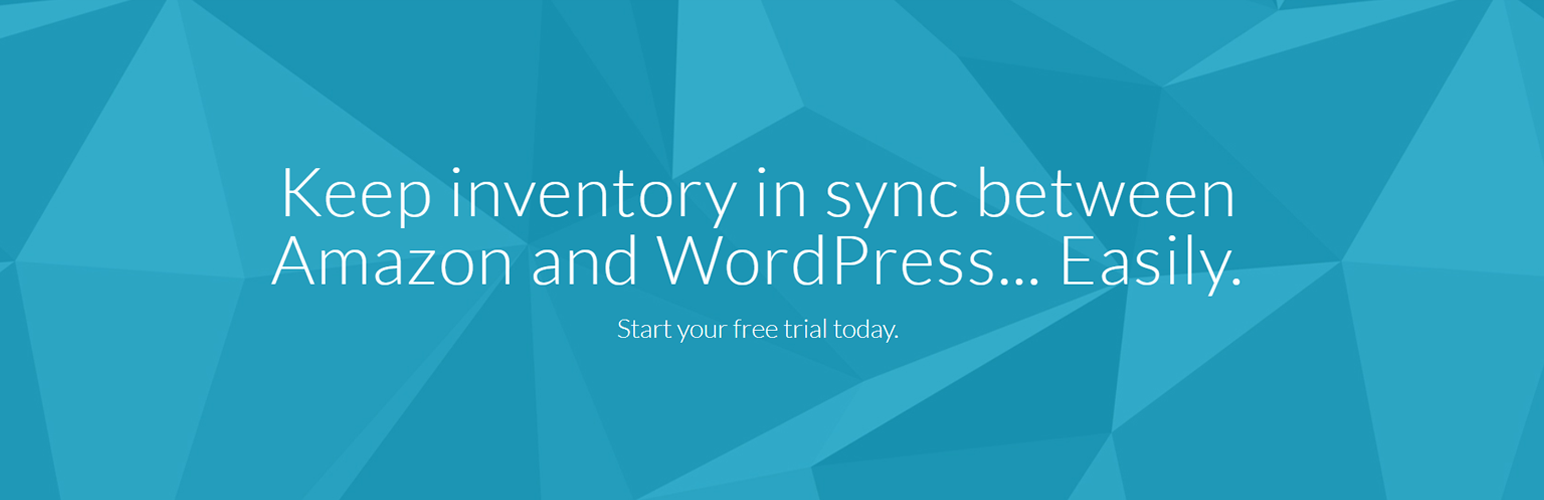 Keep inventory in sync between
Amazon and WordPress... Easily.
Start your free trial today.